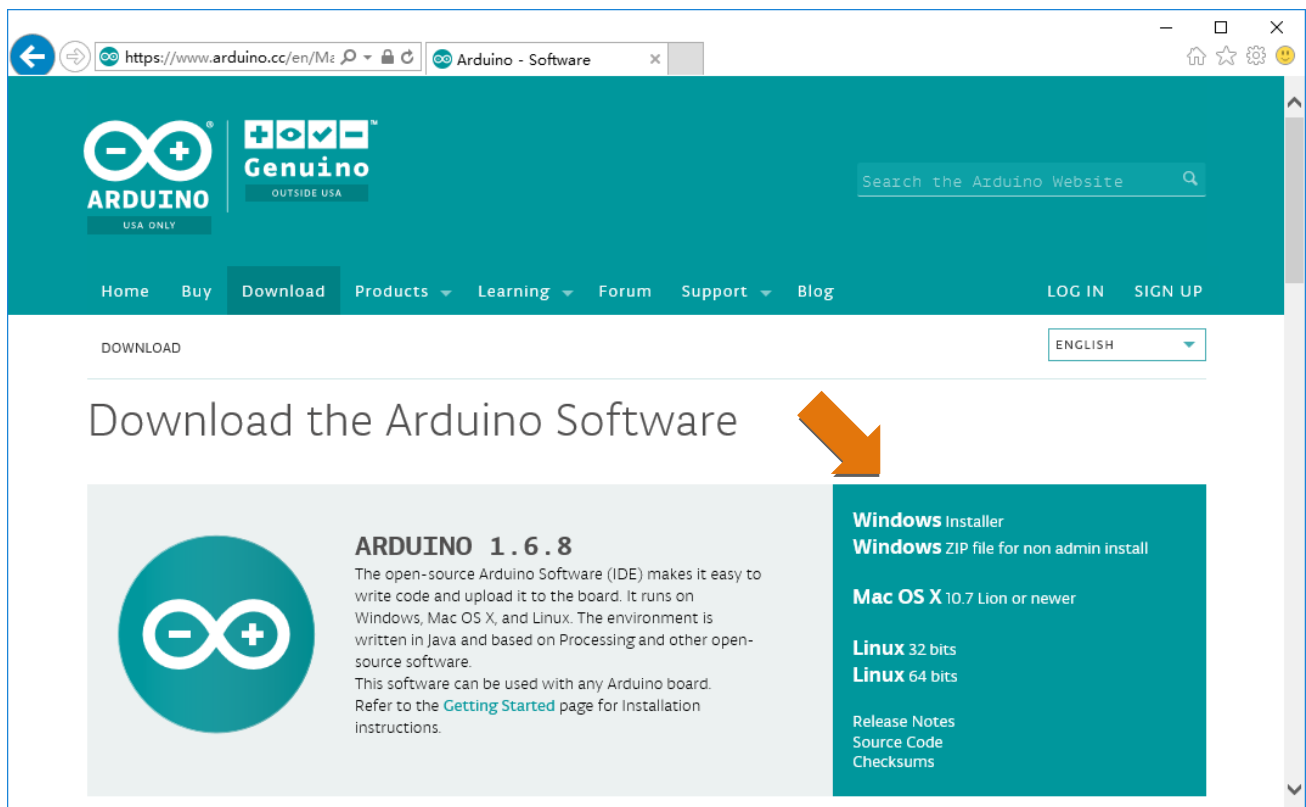 https://www.arduino.cc/en/Ma
Arduino - Software
ARDUINO
USA ONLY
Genuino
OUTSIDE USA
Search the Arduino Website
Home Buy Download Products Learning Forum Support Blog LOG IN SIGN UP
DOWNLOAD
ENGLISH
Download the Arduino Software
ARDUINO 1.6.8
The open-source Arduino Software (IDE) makes it easy to
write code and upload it to the board. It runs on
Windows, Mac OS X, and Linux. The environment is
written in Java and based on Processing and other open-
source software.
This software can be used with any Arduino board.
Refer to the Getting Started page for Installation
instructions.
Windows Installer
Windows ZIP file for non admin install
Mac OS X 10.7 Lion or newer
Linux 32 bits
Linux 64 bits
Release Notes
Source Code
Checksums